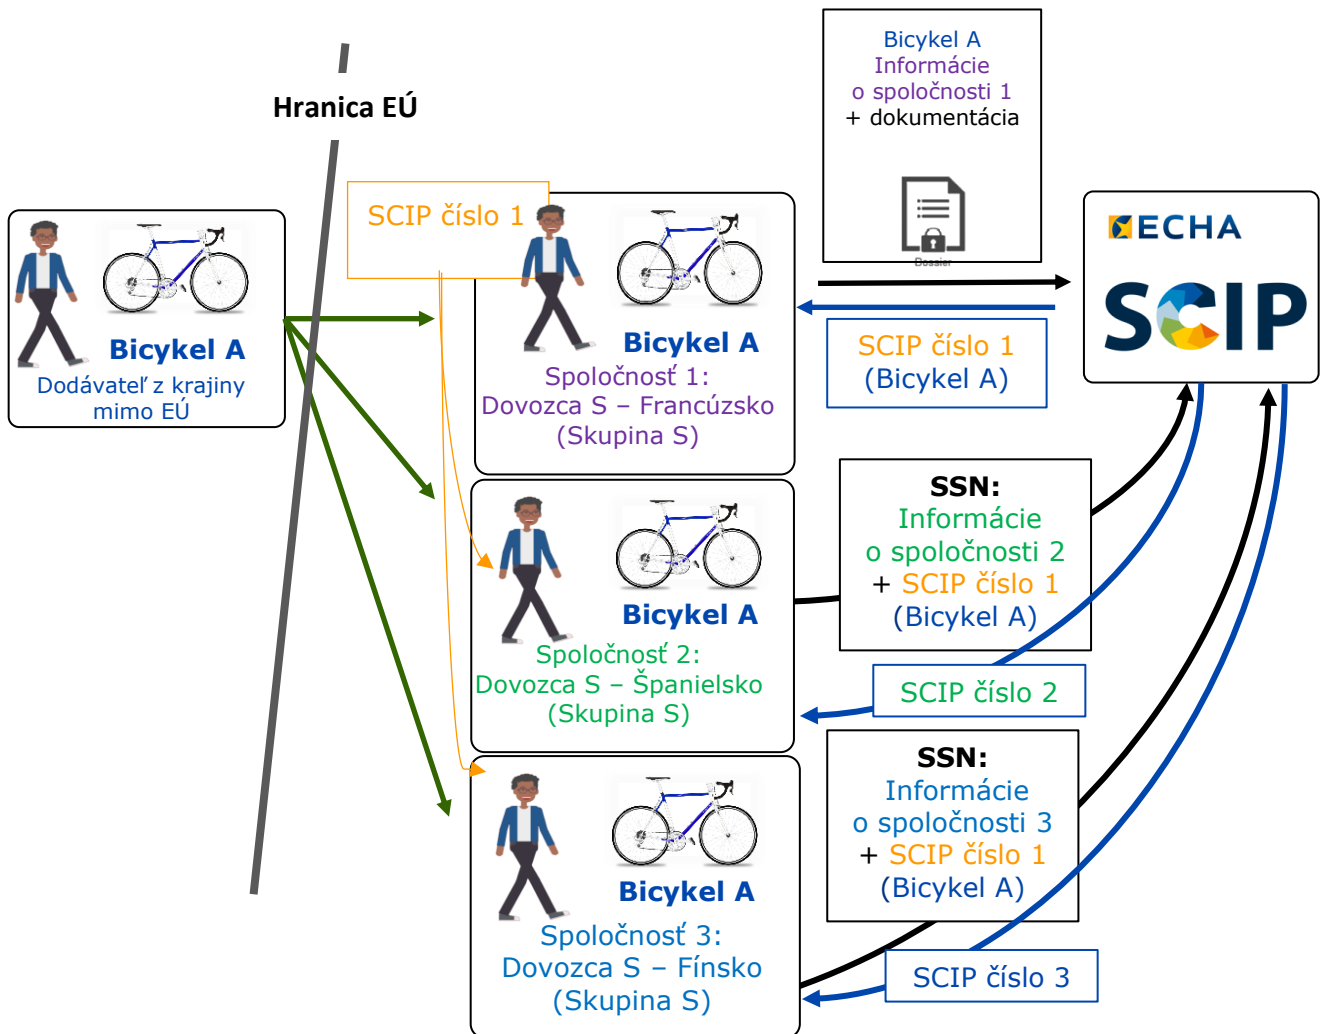 Hranica EÚ
Bicykel A
Dodávateľ z krajiny
mimo EÚ
SCIP číslo 1
Bicykel A
Spoločnosť 1:
Dovozca S – Francúzsko
(Skupina S)
Bicykel A
Informácie
o spoločnosti 1
+ dokumentácia
Dossier
SCIP číslo 1
(Bicykel A)
ECHA
SCIP
Bicykel A
Spoločnosť 2:
Dovozca S – Španielsko
(Skupina S)
SSN:
Informácie
o spoločnosti 2
+ SCIP číslo 1
(Bicykel A)
SCIP číslo 2
Bicykel A
Spoločnosť 3:
Dovozca S – Fínsko
(Skupina S)
SSN:
Informácie
o spoločnosti 3
+ SCIP číslo 1
(Bicykel A)
SCIP číslo 3